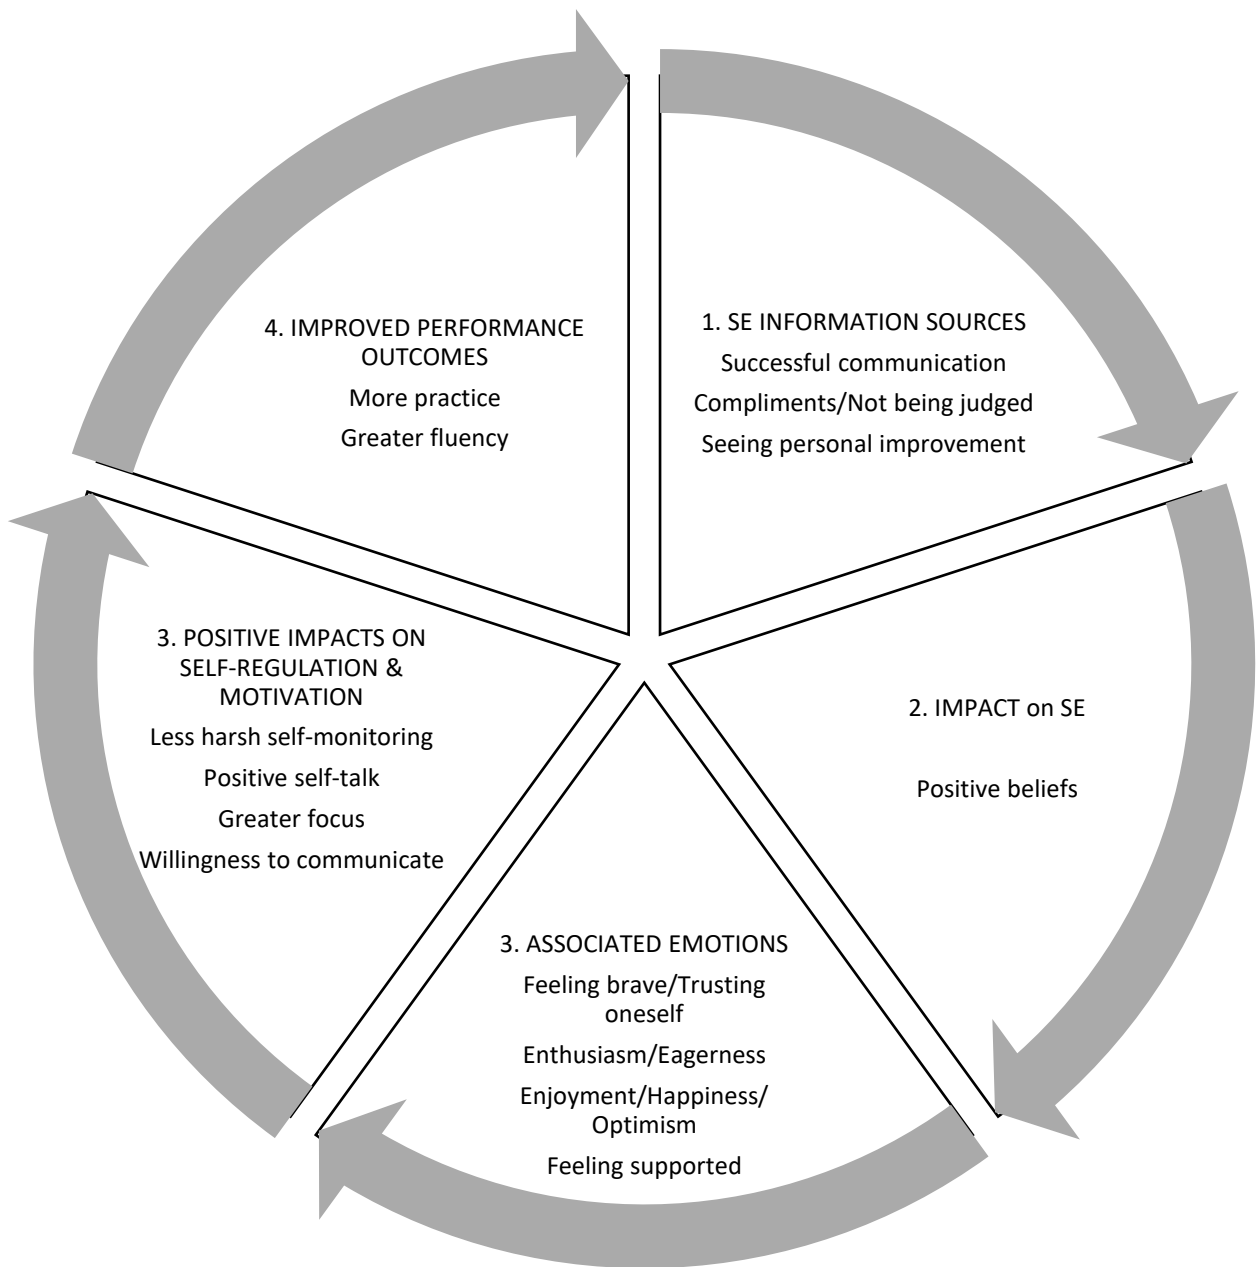 1. SE INFORMATION SOURCES
Successful communication
Compliments/Not being judged
Seeing personal improvement
2. IMPACT on SE
Positive beliefs
3. ASSOCIATED EMOTIONS
Feeling brave/Trusting
oneself
Enthusiasm/Eagerness
Enjoyment/Happiness/
Optimism
Feeling supported
3. POSITIVE IMPACTS ON
SELF-REGULATION &
MOTIVATION
Less harsh self-monitoring
Positive self-talk
Greater focus
Willingness to communicate
4. IMPROVED PERFORMANCE
OUTCOMES
More practice
Greater fluency